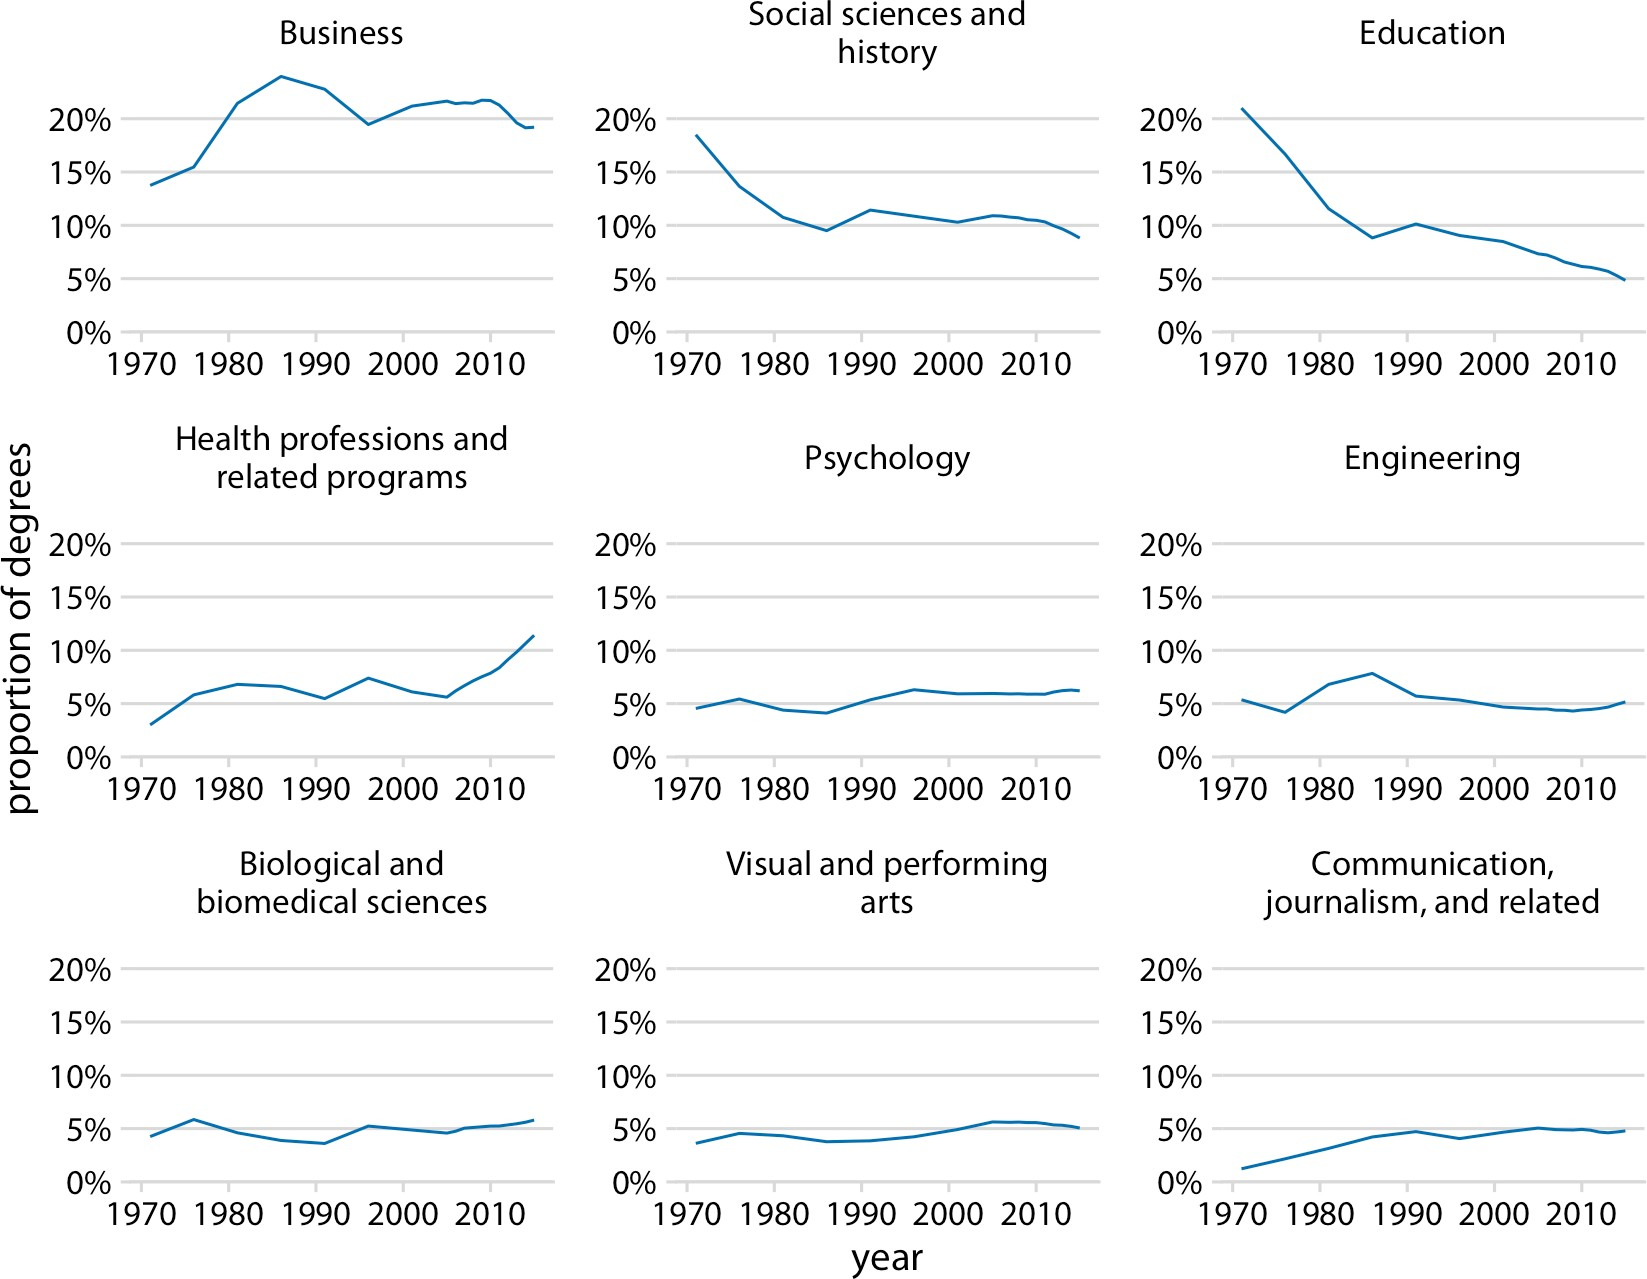 Business
20%
15%
10%
5%
0%
1970 1980 1990 2000 2010
Social sciences and
history
20%
15%
10%
5%
0%
1970 1980 1990 2000 2010
Education
20%
15%
10%
5%
0%
1970 1980 1990 2000 2010
proportion of degrees
Health professions and
related programs
20%
15%
10%
5%
0%
1970 1980 1990 2000 2010
Psychology
20%
15%
10%
5%
0%
1970 1980 1990 2000 2010
Engineering
20%
15%
10%
5%
0%
1970 1980 1990 2000 2010
Biological and
biomedical sciences
20%
15%
10%
5%
0%
1970 1980 1990 2000 2010
Visual and performing
arts
20%
15%
10%
5%
0%
1970 1980 1990 2000 2010
Communication,
journalism, and related
20%
15%
10%
5%
0%
1970 1980 1990 2000 2010
year